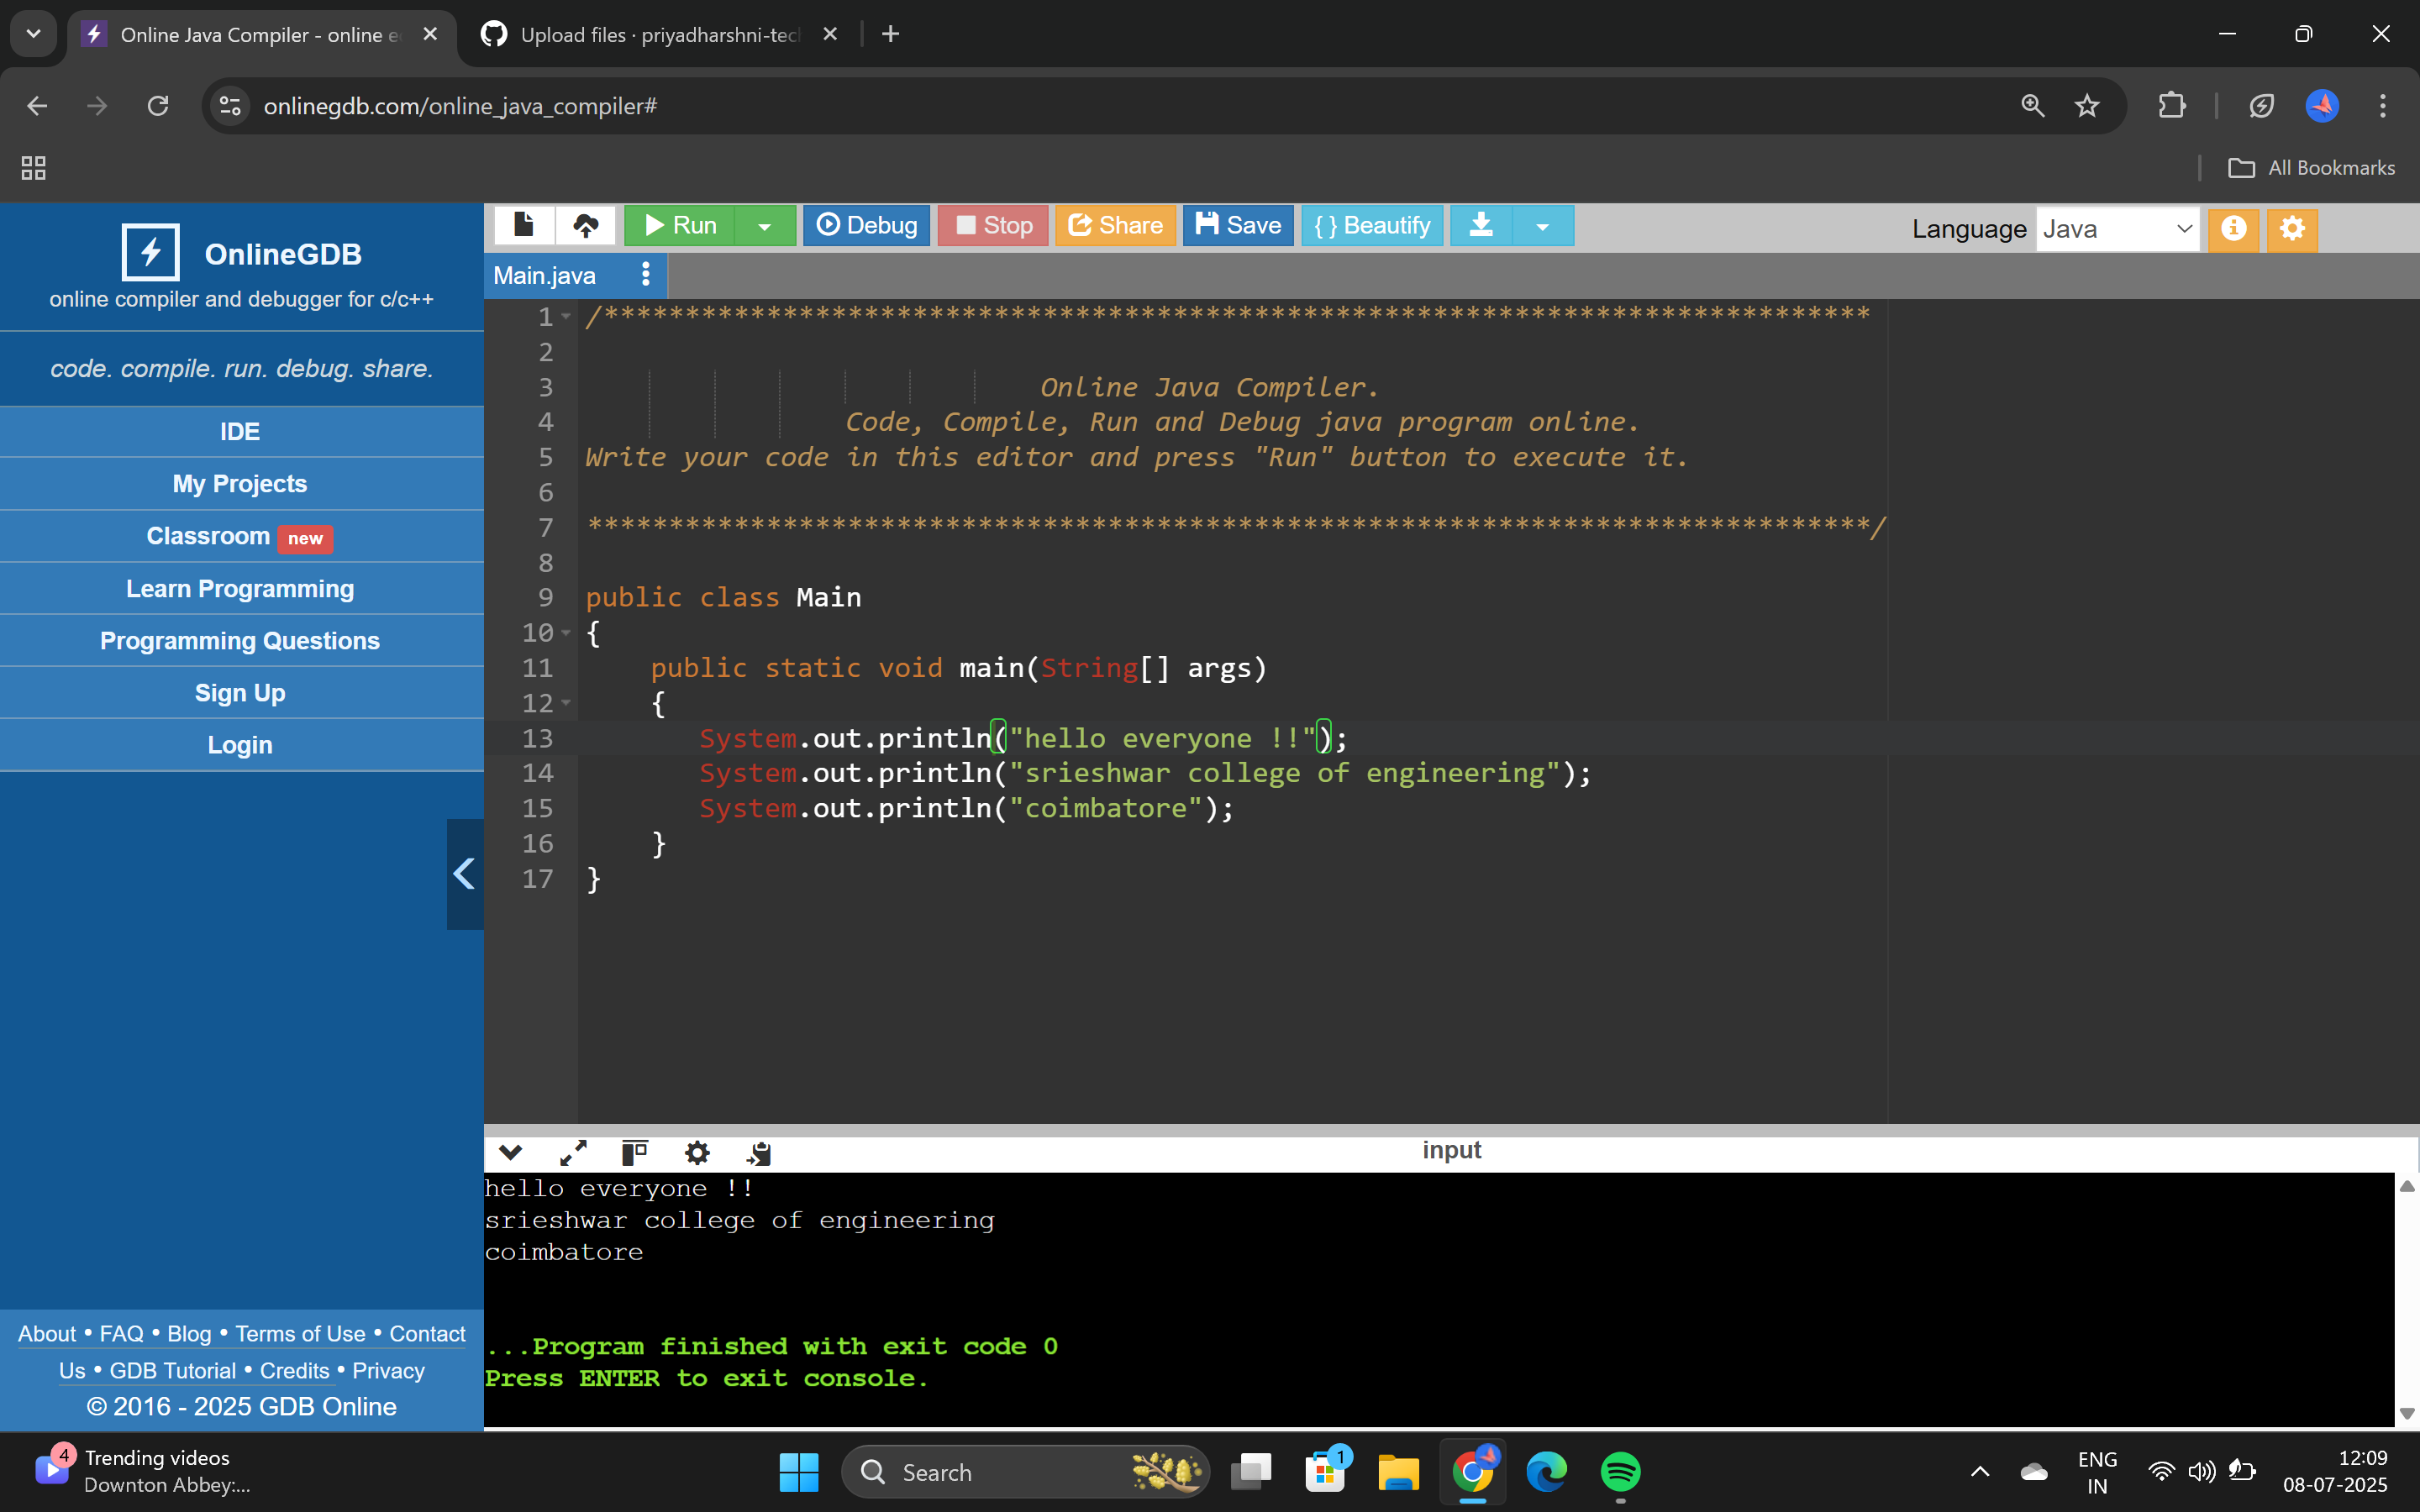 Online Java Compiler - online e
Upload files · priyadharshni-tec
onlinegdb.com/online_java_compiler#
All Bookmarks
OnlineGDB
online compiler and debugger for c/c++
code. compile. run. debug. share.
IDE
My Projects
Classroom new
Learn Programming
Programming Questions
Sign Up
Login
About • FAQ • Blog • Terms of Use • Contact
Us • GDB Tutorial • Credits • Privacy
© 2016 - 2025 GDB Online
Run Debug Stop Share Save { } Beautify Language Java
Main.java
1 /******************************************************************************
2
3 Online Java Compiler.
4 Code, Compile, Run and Debug java program online.
5 Write your code in this editor and press "Run" button to execute it.
6
7 *******************************************************************************/
8
9 public class Main
10 {
11 public static void main(String[] args)
12 {
13 System.out.println("hello everyone !!");
14 System.out.println("srieshwar college of engineering");
15 System.out.println("coimbatore");
16 }
17 }
input
hello everyone !!
srieshwar college of engineering
coimbatore
...Program finished with exit code 0
Press ENTER to exit console.
4
Trending videos
Downton Abbey:...
Search
1
ENG
IN
12:09
08-07-2025